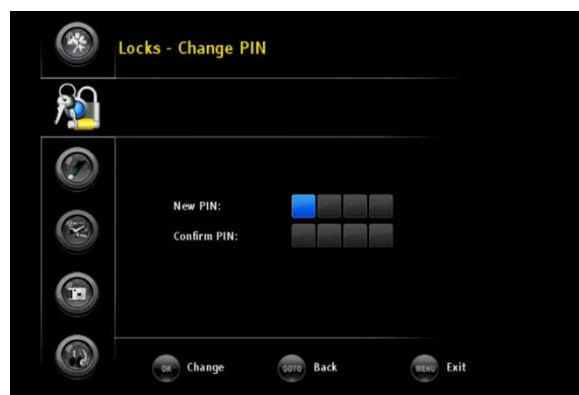 Locks - Change PIN
New PIN:
Confirm PIN:
OK Change GOTO Back MENU Exit